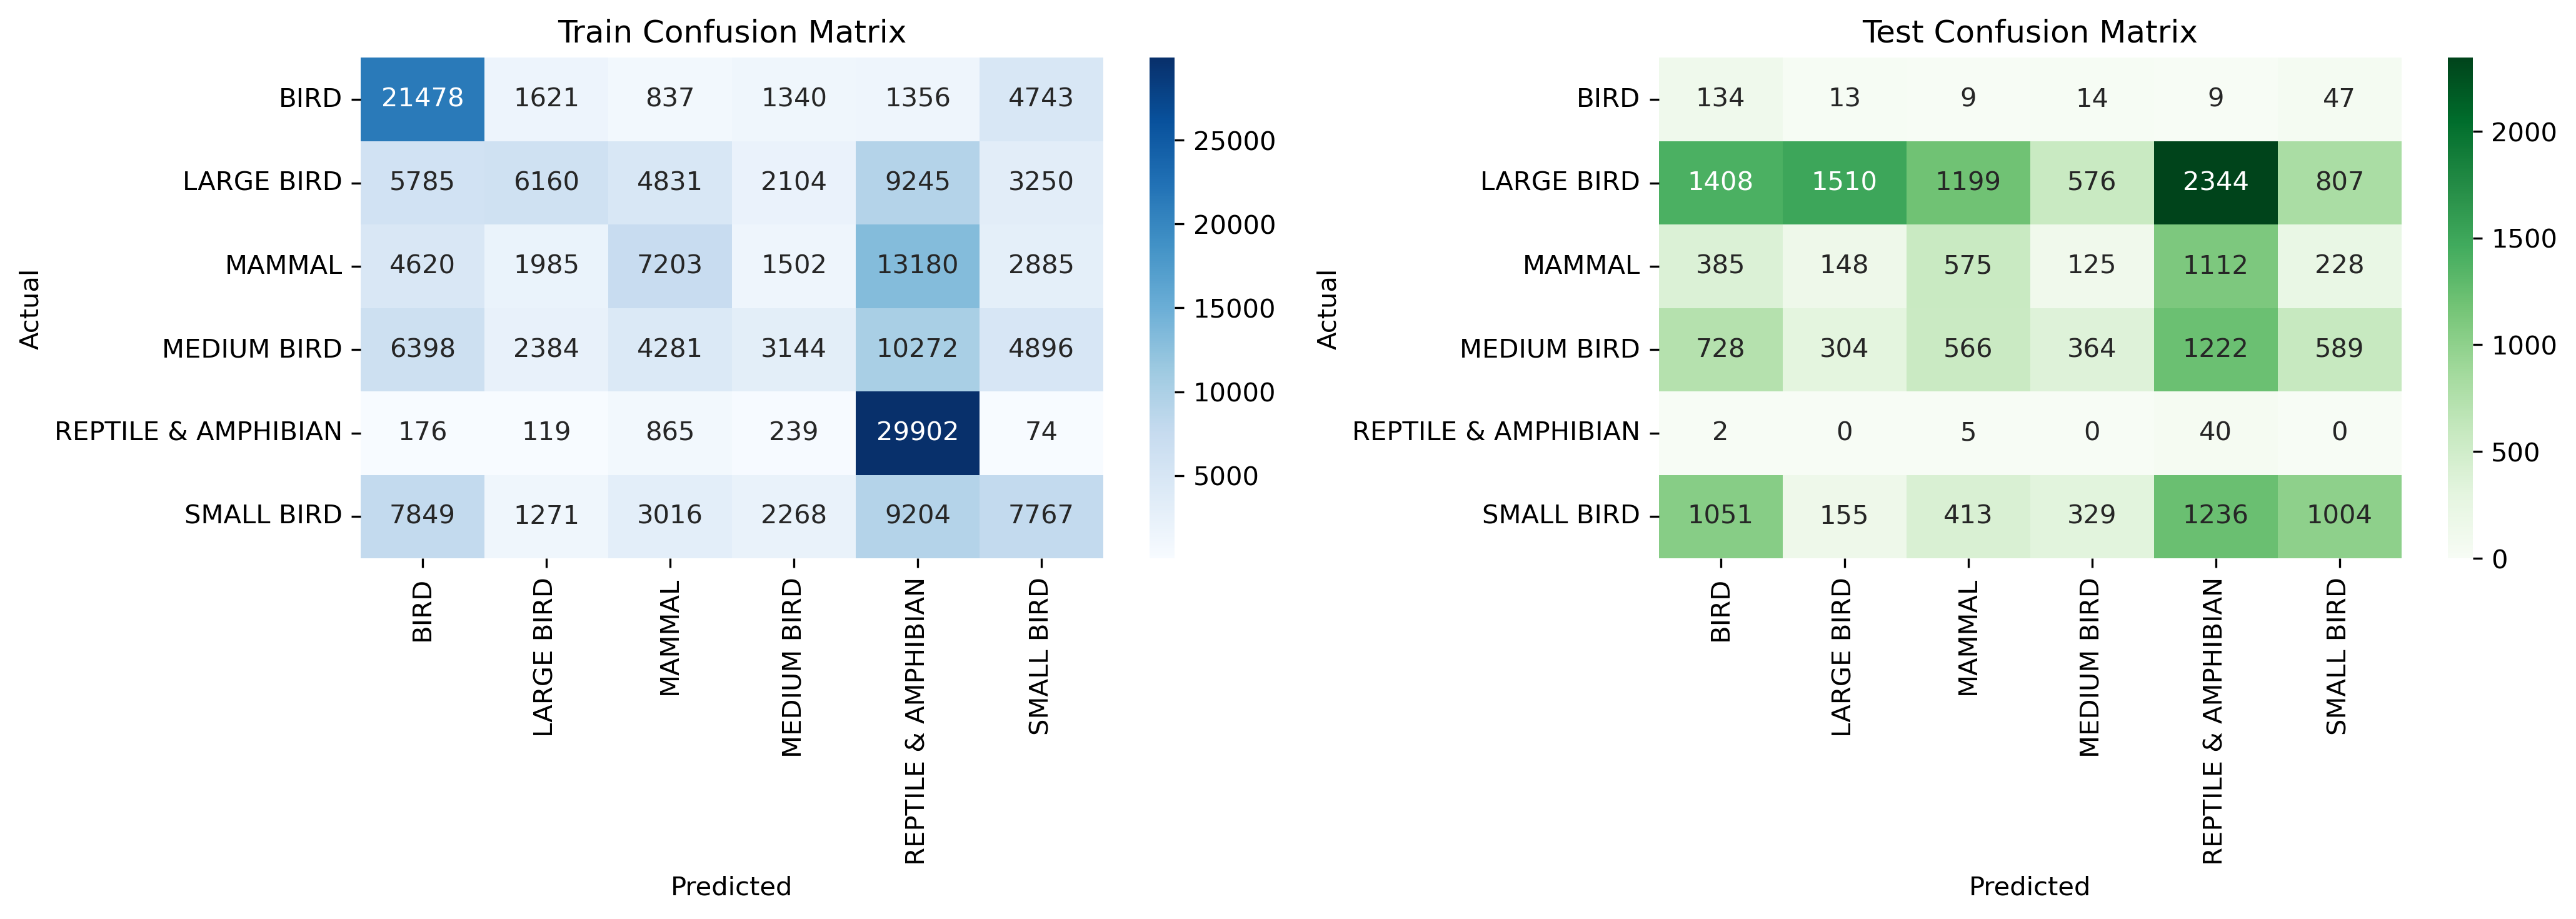 Train Confusion Matrix
Actual
BIRD 21478 1621 837 1340 1356 4743
LARGE BIRD 5785 6160 4831 2104 9245 3250
MAMMAL 4620 1985 7203 1502 13180 2885
MEDIUM BIRD 6398 2384 4281 3144 10272 4896
REPTILE & AMPHIBIAN 176 119 865 239 29902 74
SMALL BIRD 7849 1271 3016 2268 9204 7767
BIRD LARGE BIRD MAMMAL MEDIUM BIRD REPTILE & AMPHIBIAN SMALL BIRD
Predicted
25000
20000
15000
10000
5000
Test Confusion Matrix
Actual
BIRD 134 13 9 14 9 47
LARGE BIRD 1408 1510 1199 576 2344 807
MAMMAL 385 148 575 125 1112 228
MEDIUM BIRD 728 304 566 364 1222 589
REPTILE & AMPHIBIAN 2 0 5 0 40 0
SMALL BIRD 1051 155 413 329 1236 1004
BIRD LARGE BIRD MAMMAL MEDIUM BIRD REPTILE & AMPHIBIAN SMALL BIRD
Predicted
2000
1500
1000
500
0